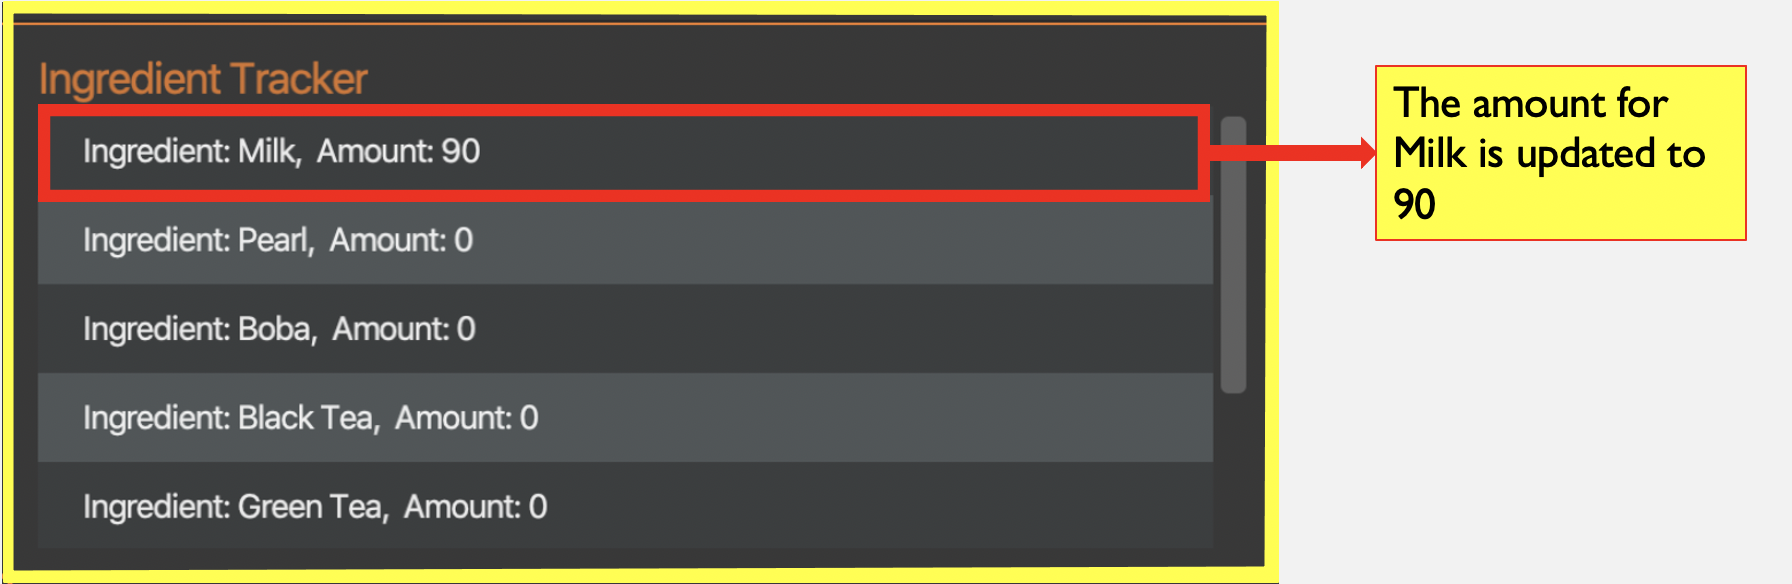 Ingredient Tracker
Ingredient: Milk, Amount: 90
Ingredient: Pearl, Amount: 0
Ingredient: Boba, Amount: 0
Ingredient: Black Tea, Amount: 0
Ingredient: Green Tea, Amount: 0
The amount for
Milk is updated to
90